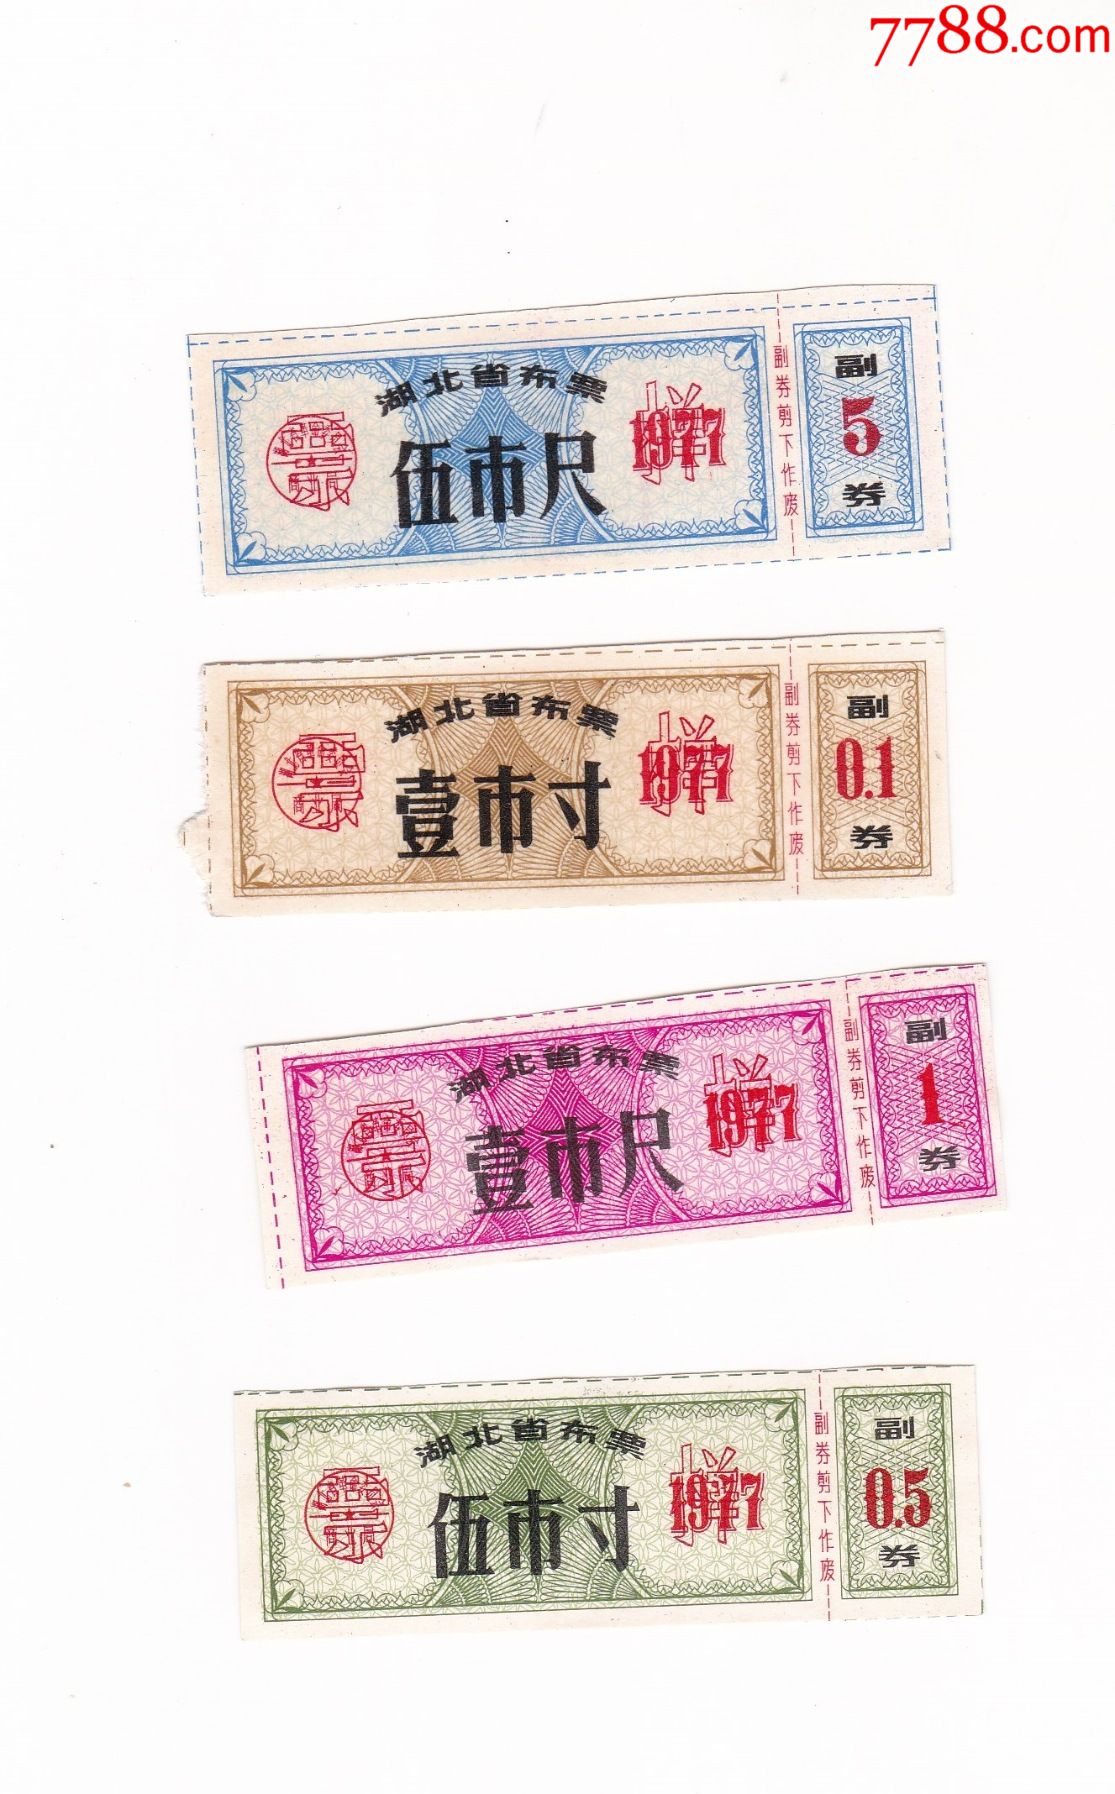 7788.com
湖北省布票
伍市尺
1977
副券剪下作废
副
5
券
湖北省布票
壹市寸
1977
副券剪下作废
副
0.1
券
湖北省布票
壹市尺
1977
副券剪下作废
副
1
券
湖北省布票
伍市寸
1977
副券剪下作废
副
0.5
券